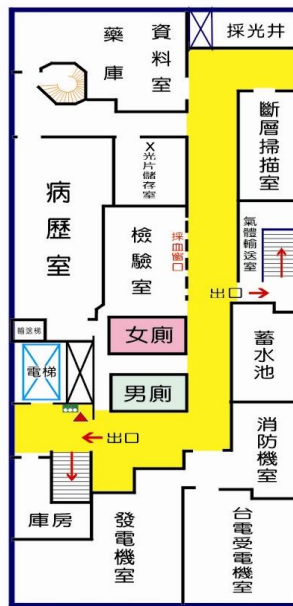 採光井
資料室
藥庫
斷層掃描室
X光片儲存室
病歷室
檢驗室
採血窗口
氣體輸送室
出口
輸送梯
電梯
女廁
蓄水池
男廁
消防機室
出口
庫房
發電機室
台電受電機室